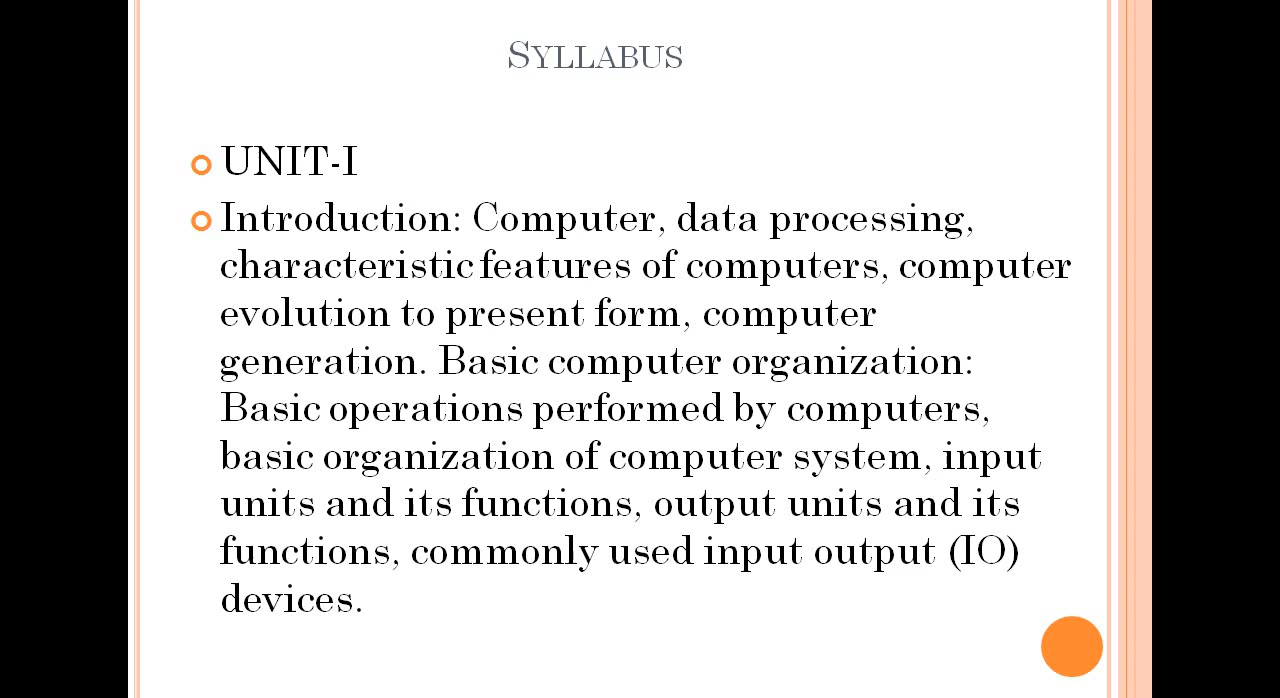 SYLLABUS
UNIT-I
Introduction: Computer, data processing,
characteristic features of computers, computer
evolution to present form, computer
generation. Basic computer organization:
Basic operations performed by computers,
basic organization of computer system, input
units and its functions, output units and its
functions, commonly used input output (IO)
devices.